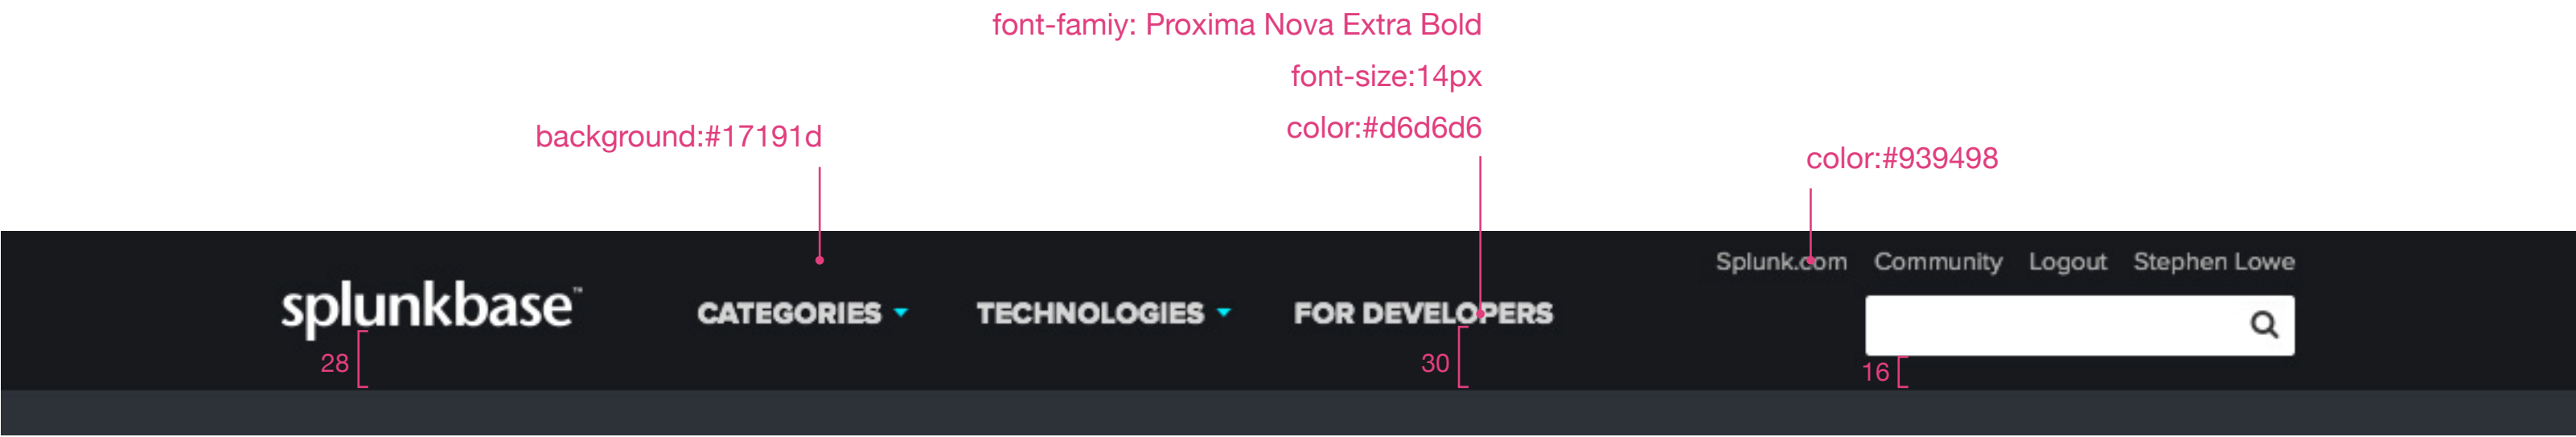 font-famiy: Proxima Nova Extra Bold
font-size:14px
color:#d6d6d6
background:#17191d
color:#939498
Splunk.com Community Logout Stephen Lowe
splunkbase™ CATEGORIES TECHNOLOGIES FOR DEVELOPERS
28 30 16